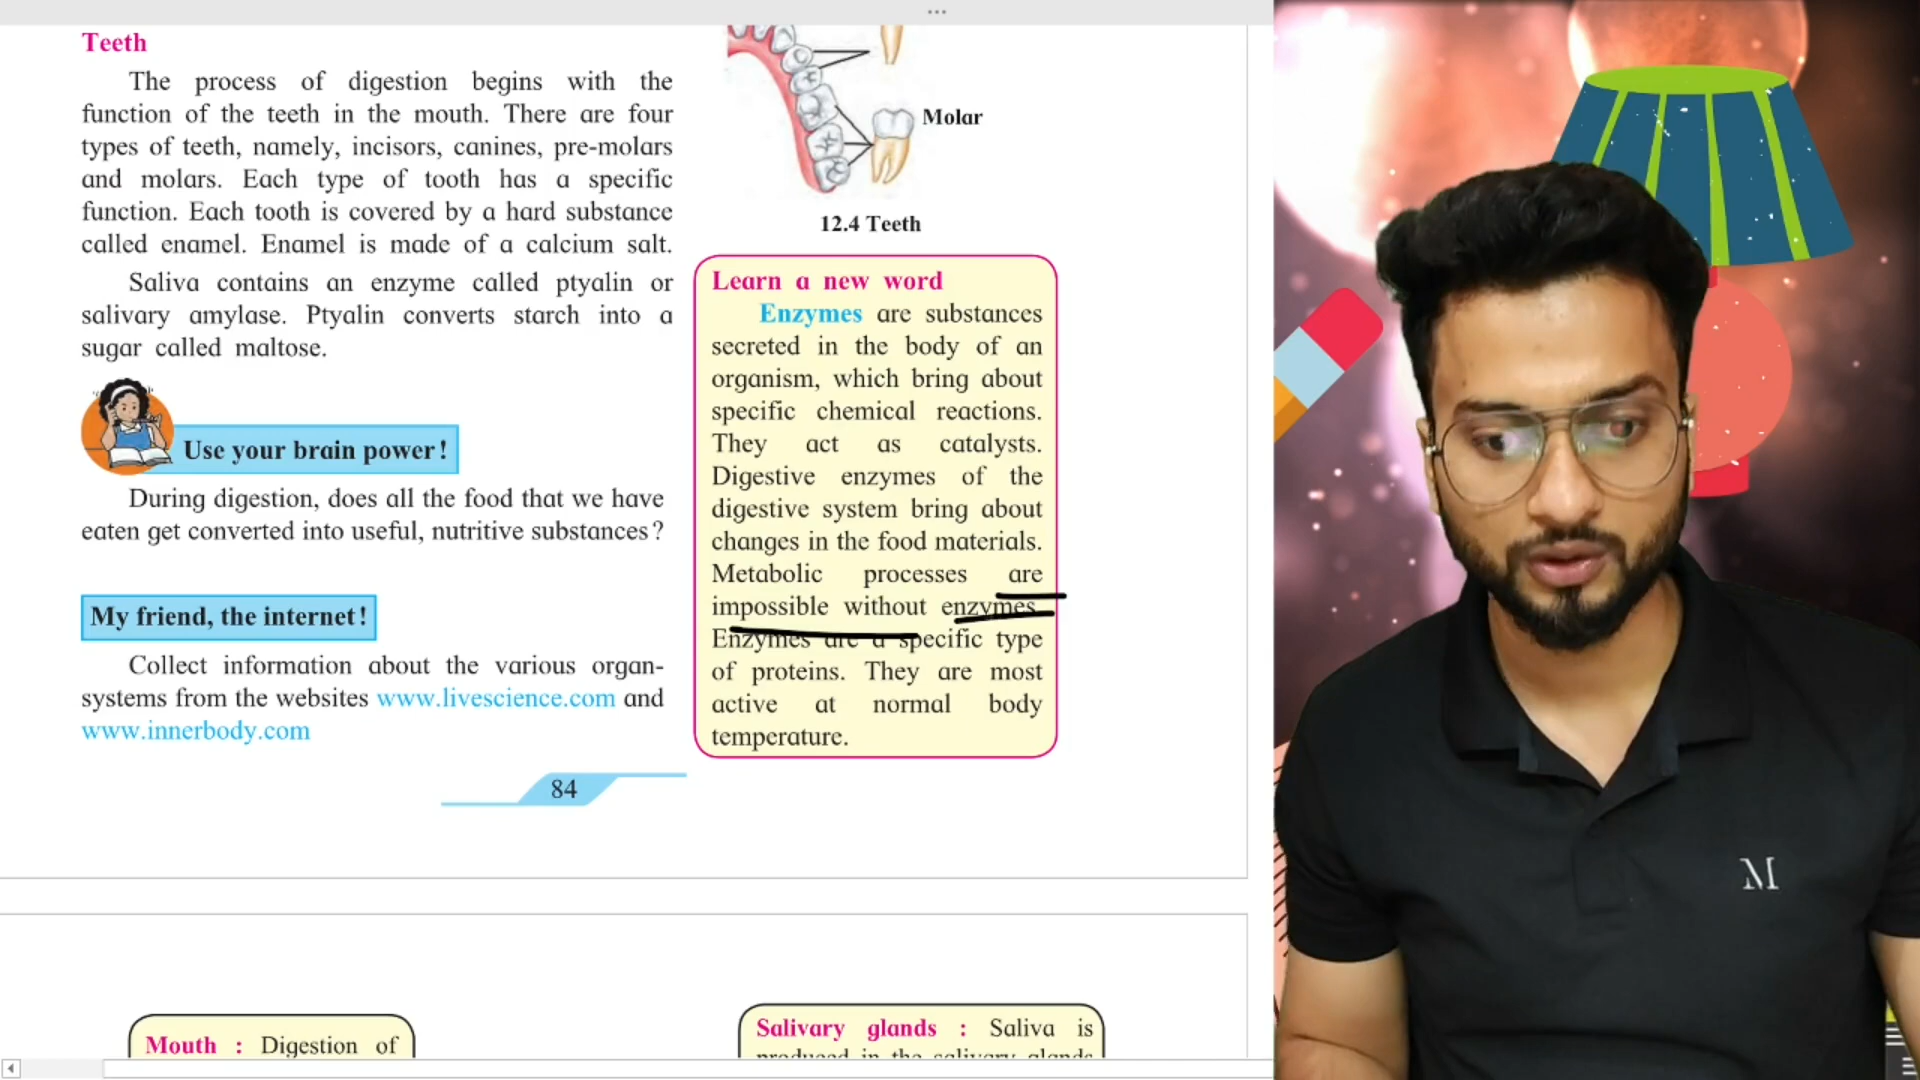 Teeth
The process of digestion begins with the
function of the teeth in the mouth. There are four
types of teeth, namely, incisors, canines, pre-molars
and molars. Each type of tooth has a specific
function. Each tooth is covered by a hard substance
called enamel. Enamel is made of a calcium salt.
Saliva contains an enzyme called ptyalin or
salivary amylase. Ptyalin converts starch into a
sugar called maltose.
Use your brain power!
During digestion, does all the food that we have
eaten get converted into useful, nutritive substances?
My friend, the internet!
Collect information about the various organ-
systems from the websites www.livescience.com and
www.innerbody.com
84
Molar
12.4 Teeth
Learn a new word
Enzymes are substances
secreted in the body of an
organism, which bring about
specific chemical reactions.
They act as catalysts.
Digestive enzymes of the
digestive system bring about
changes in the food materials.
Metabolic processes are
impossible without enzymes.
Enzymes are a specific type
of proteins. They are most
active at normal body
temperature.
Mouth : Digestion of
Salivary glands : Saliva is
produced in the salivary glands
M